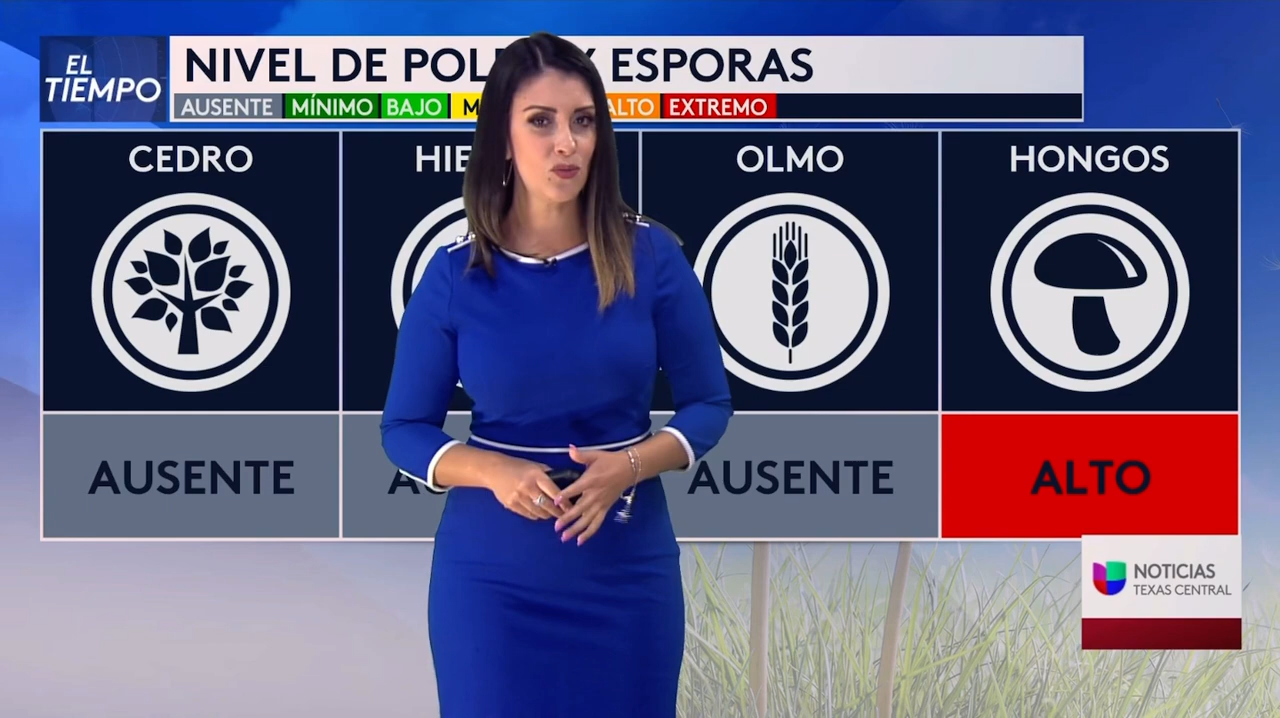 EL
TIEMPO
NIVEL DE ESPORAS
AUSENTE MÍNIMO BAJO ALTO EXTREMO
CEDRO OLMO HONGOS
AUSENTE AUSENTE ALTO
NOTICIAS
TEXAS CENTRAL